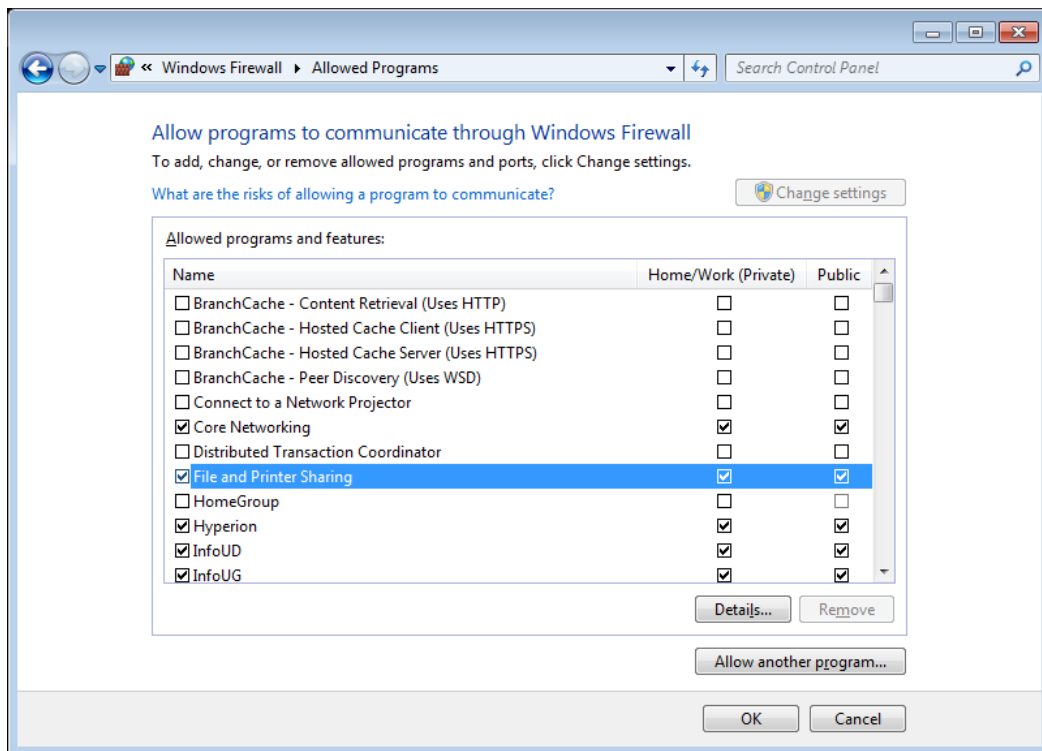 « Windows Firewall ▸ Allowed Programs
Search Control Panel
Allow programs to communicate through Windows Firewall
To add, change, or remove allowed programs and ports, click Change settings.
What are the risks of allowing a program to communicate?
Change settings
Allowed programs and features:
Name Home/Work (Private) Public
BranchCache - Content Retrieval (Uses HTTP)
BranchCache - Hosted Cache Client (Uses HTTPS)
BranchCache - Hosted Cache Server (Uses HTTPS)
BranchCache - Peer Discovery (Uses WSD)
Connect to a Network Projector
Core Networking
Distributed Transaction Coordinator
File and Printer Sharing
HomeGroup
Hyperion
InfoUD
InfoUG
Details... Remove
Allow another program...
OK Cancel